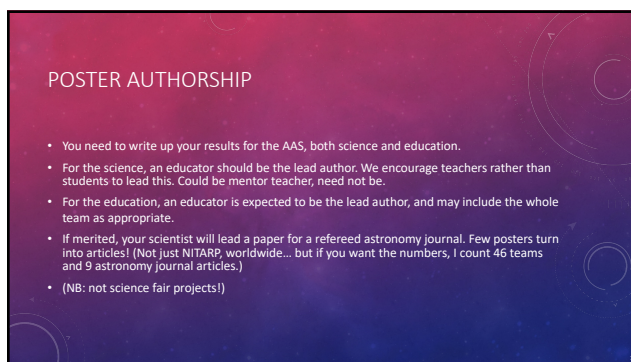 POSTER AUTHORSHIP
• You need to write up your results for the AAS, both science and education.
• For the science, an educator should be the lead author. We encourage teachers rather than
students to lead this. Could be mentor teacher, need not be.
• For the education, an educator is expected to be the lead author, and may include the whole
team as appropriate.
• If merited, your scientist will lead a paper for a refereed astronomy journal. Few posters turn
into articles! (Not just NITARP, worldwide... but if you want the numbers, I count 46 teams
and 9 astronomy journal articles.)
• (NB: not science fair projects!)